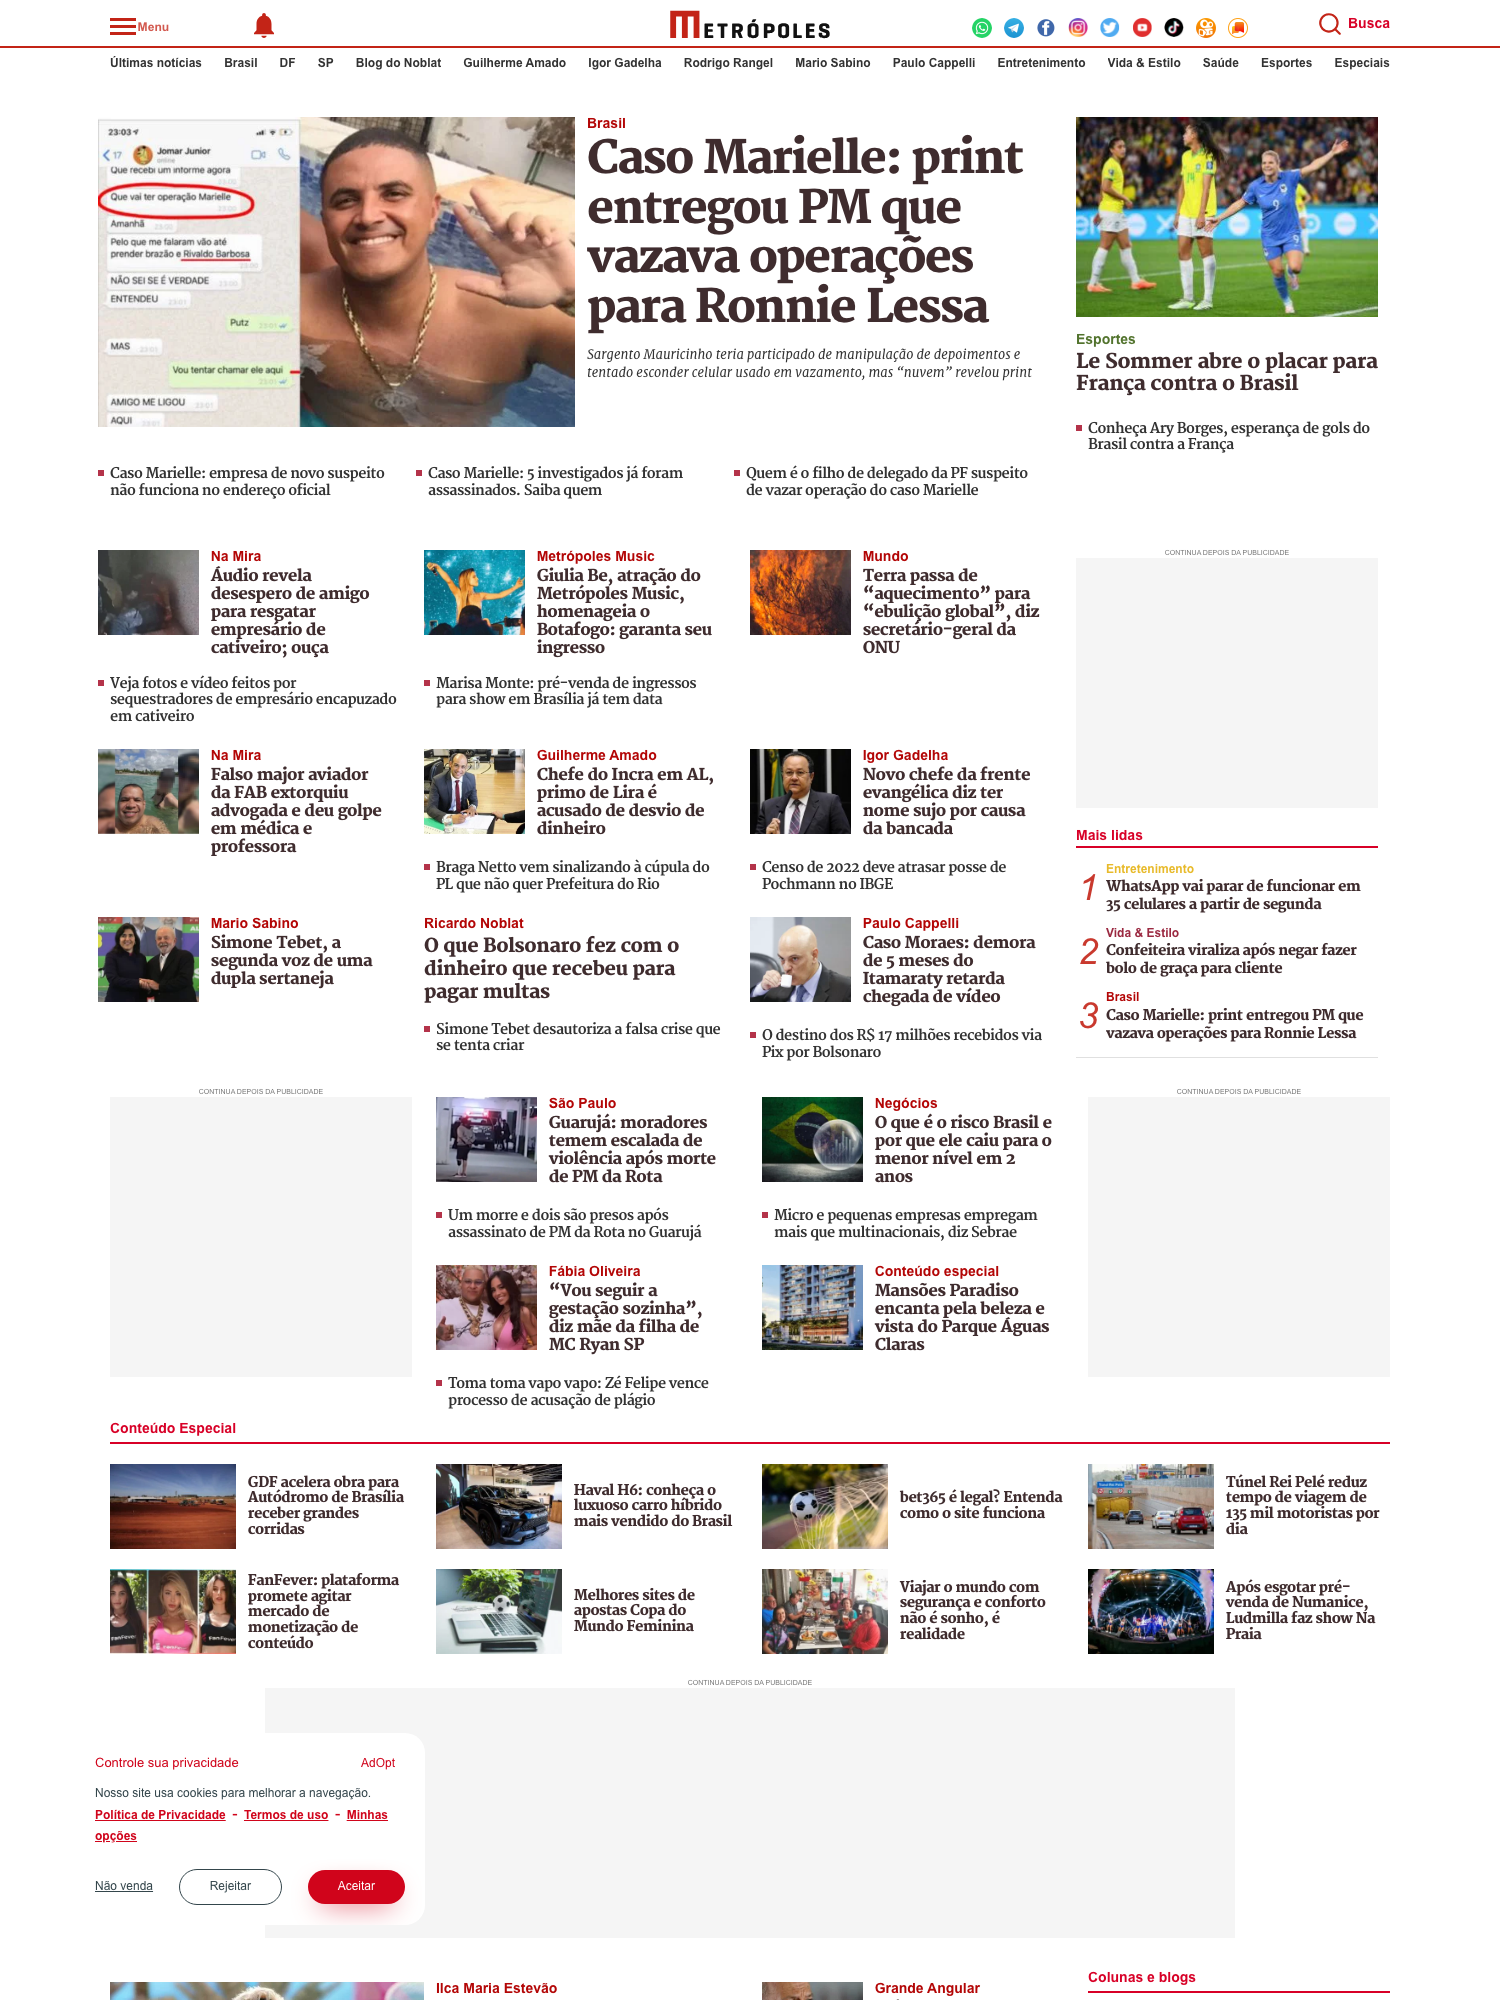 Menu
METRÓPOLES
Busca
Últimas notícias Brasil DF SP Blog do Noblat Guilherme Amado Igor Gadelha Rodrigo Rangel Mario Sabino Paulo Cappelli Entretenimento Vida & Estilo Saúde Esportes Especiais
23:03
17
Jomar Junior
online
Que recebi um informe agora
Que vai ter operação Marielle
Amanhã
Pelo que me falaram vão até
prender brazão e Rivaldo Barbosa
NÃO SEI SE É VERDADE
ENTENDEU
Putz
MAS
Vou tentar chamar ele aqui
AMIGO ME LIGOU
AQUI
Brasil
Caso Marielle: print
entregou PM que
vazava operações
para Ronnie Lessa
Sargento Mauricinho teria participado de manipulação de depoimentos e
tentado esconder celular usado em vazamento, mas “nuvem” revelou print
Esportes
Le Sommer abre o placar para
França contra o Brasil
Conheça Ary Borges, esperança de gols do
Brasil contra a França
Caso Marielle: empresa de novo suspeito
não funciona no endereço oficial
Caso Marielle: 5 investigados já foram
assassinados. Saiba quem
Quem é o filho de delegado da PF suspeito
de vazar operação do caso Marielle
Na Mira
Áudio revela
desespero de amigo
para resgatar
empresário de
cativeiro; ouça
Veja fotos e vídeo feitos por
sequestradores de empresário encapuzado
em cativeiro
Metrópoles Music
Giulia Be, atração do
Metrópoles Music,
homenageia o
Botafogo: garanta seu
ingresso
Marisa Monte: pré-venda de ingressos
para show em Brasília já tem data
Mundo
Terra passa de
“aquecimento” para
“ebulição global”, diz
secretário-geral da
ONU
CONTINUA DEPOIS DA PUBLICIDADE
Na Mira
Falso major aviador
da FAB extorquiu
advogada e deu golpe
em médica e
professora
Guilherme Amado
Chefe do Incra em AL,
primo de Lira é
acusado de desvio de
dinheiro
Braga Netto vem sinalizando à cúpula do
PL que não quer Prefeitura do Rio
Igor Gadelha
Novo chefe da frente
evangélica diz ter
nome sujo por causa
da bancada
Censo de 2022 deve atrasar posse de
Pochmann no IBGE
Mais lidas
1
Entretenimento
WhatsApp vai parar de funcionar em
35 celulares a partir de segunda
2
Vida & Estilo
Confeiteira viraliza após negar fazer
bolo de graça para cliente
3
Brasil
Caso Marielle: print entregou PM que
vazava operações para Ronnie Lessa
Mario Sabino
Simone Tebet, a
segunda voz de uma
dupla sertaneja
Ricardo Noblat
O que Bolsonaro fez com o
dinheiro que recebeu para
pagar multas
Simone Tebet desautoriza a falsa crise que
se tenta criar
Paulo Cappelli
Caso Moraes: demora
de 5 meses do
Itamaraty retarda
chegada de vídeo
O destino dos R$ 17 milhões recebidos via
Pix por Bolsonaro
CONTINUA DEPOIS DA PUBLICIDADE
São Paulo
Guarujá: moradores
temem escalada de
violência após morte
de PM da Rota
Um morre e dois são presos após
assassinato de PM da Rota no Guarujá
Negócios
O que é o risco Brasil e
por que ele caiu para o
menor nível em 2
anos
Micro e pequenas empresas empregam
mais que multinacionais, diz Sebrae
CONTINUA DEPOIS DA PUBLICIDADE
Fábia Oliveira
“Vou seguir a
gestação sozinha”,
diz mãe da filha de
MC Ryan SP
Toma toma vapo vapo: Zé Felipe vence
processo de acusação de plágio
Conteúdo especial
Mansões Paradiso
encanta pela beleza e
vista do Parque Águas
Claras
Conteúdo Especial
GDF acelera obra para
Autódromo de Brasília
receber grandes
corridas
Haval H6: conheça o
luxuoso carro híbrido
mais vendido do Brasil
bet365 é legal? Entenda
como o site funciona
Túnel Rei Pelé reduz
tempo de viagem de
135 mil motoristas por
dia
FanFever: plataforma
promete agitar
mercado de
monetização de
conteúdo
Melhores sites de
apostas Copa do
Mundo Feminina
Viajar o mundo com
segurança e conforto
não é sonho, é
realidade
Após esgotar pré-
venda de Numanice,
Ludmilla faz show Na
Praia
CONTINUA DEPOIS DA PUBLICIDADE
Controle sua privacidade AdOpt
Nosso site usa cookies para melhorar a navegação.
Política de Privacidade - Termos de uso - Minhas
opções
Não venda Rejeitar Aceitar
Ilca Maria Estevão
Grande Angular
Colunas e blogs